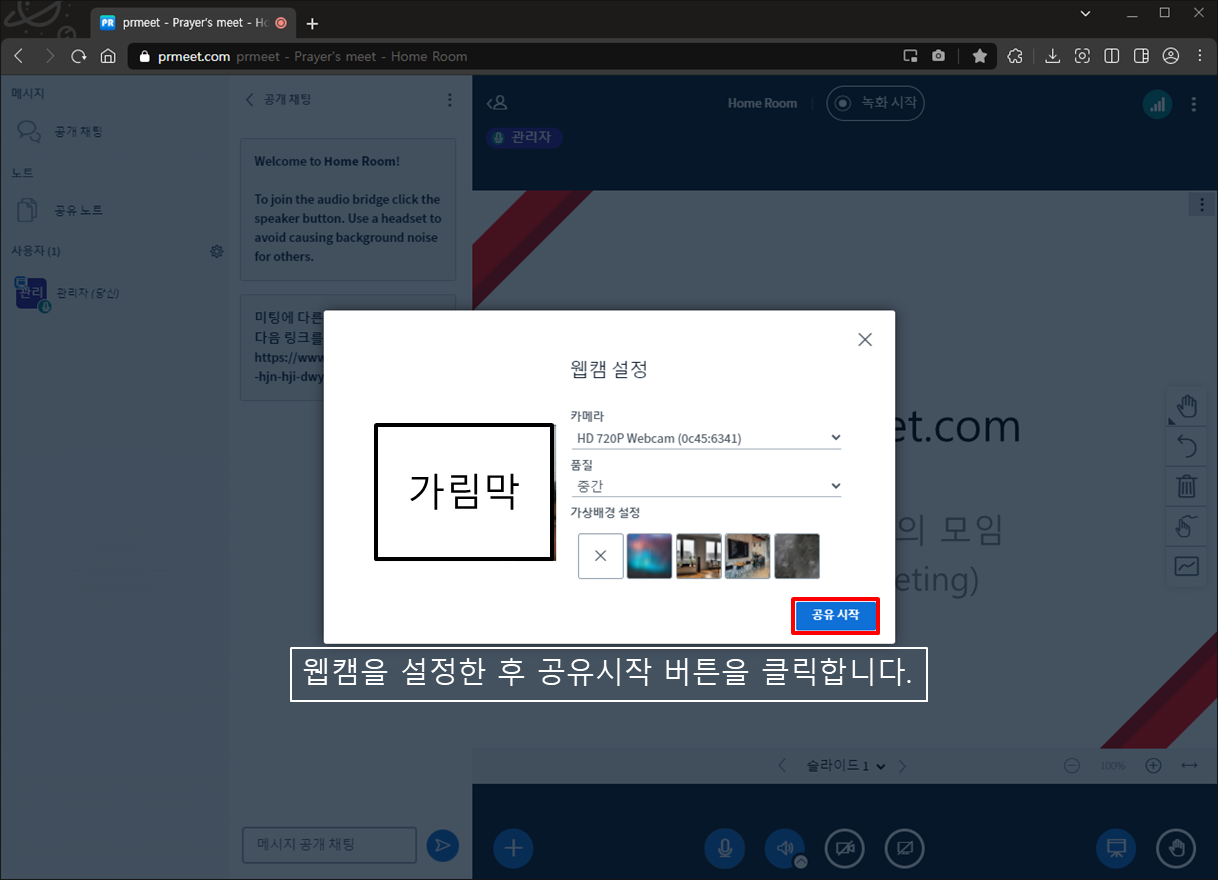 PR prmeet - Prayer's meet - Ho
prmeet.com prmeet - Prayer's meet - Home Room
메시지
공개 채팅
노트
공유 노트
사용자 (1)
관리
관리자 (당신)
공개 채팅
Welcome to Home Room!
To join the audio bridge click the
speaker button. Use a headset to
avoid causing background noise
for others.
미팅에 다른
다음 링크를
https://www
-hjn-hji-dwy
메시지 공개 채팅
Home Room
녹화 시작
관리자
et.com
의 모임
eting)
웹캠 설정
카메라
HD 720P Webcam (0c45:6341)
품질
중간
가상배경 설정
가림막
공유 시작
웹캠을 설정한 후 공유시작 버튼을 클릭합니다.
슬라이드 1
100%